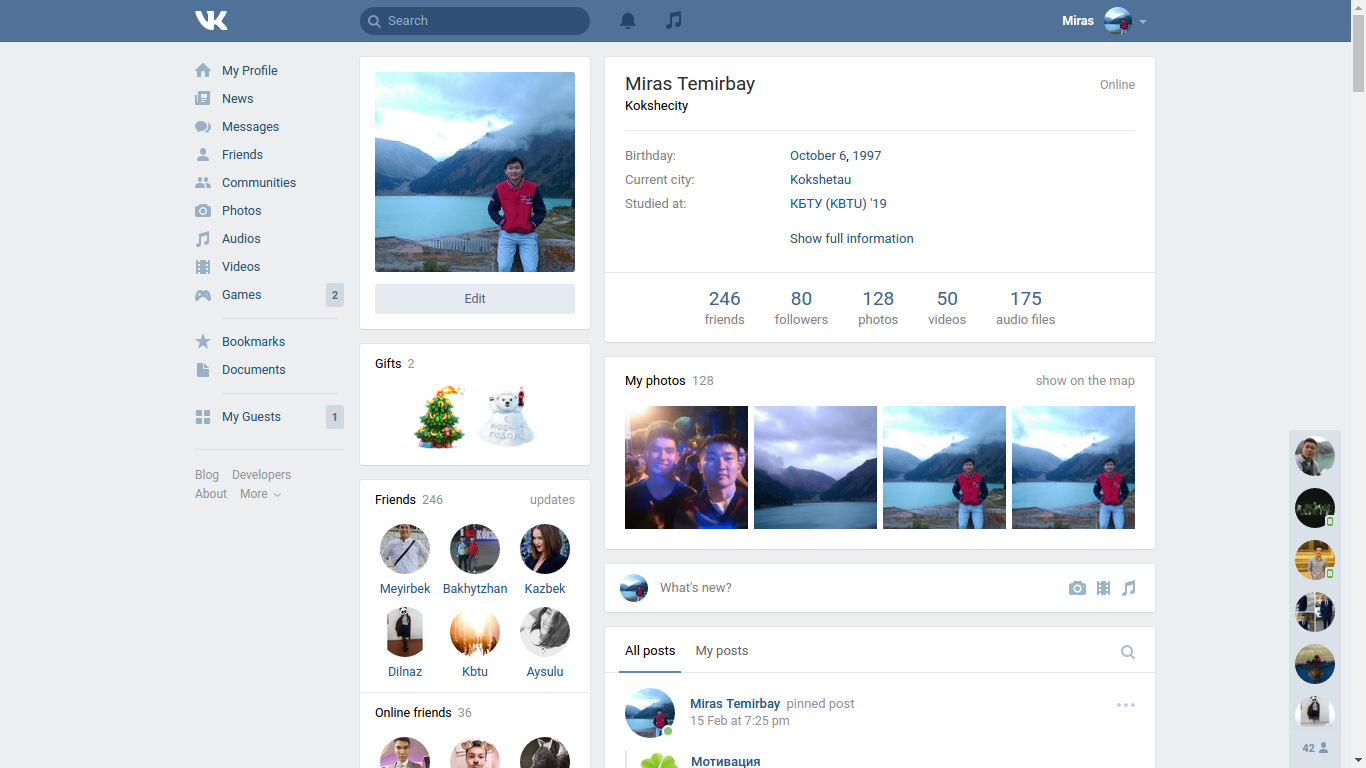 Search
Miras
My Profile
News
Messages
Friends
Communities
Photos
Audios
Videos
Games 2
Bookmarks
Documents
My Guests 1
Blog Developers
About More
Edit
Gifts 2
С НОВЫМ ГОДОМ!
Friends 246 updates
Meyirbek Bakhytzhan Kazbek
Dilnaz Kbtu Aysulu
Online friends 36
Miras Temirbay Online
Kokshecity
Birthday: October 6, 1997
Current city: Kokshetau
Studied at: КБТУ (KBTU) '19
Show full information
246 80 128 50 175
friends followers photos videos audio files
My photos 128 show on the map
What's new?
All posts My posts
Miras Temirbay pinned post
15 Feb at 7:25 pm
Мотивация
42